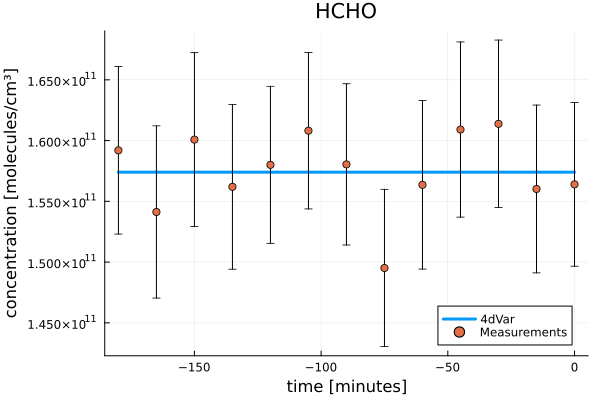 HCHO
concentration [molecules/cm³]
1.650×10¹¹
1.600×10¹¹
1.550×10¹¹
1.500×10¹¹
1.450×10¹¹
4dVar
Measurements
−150 −100 −50 0
time [minutes]